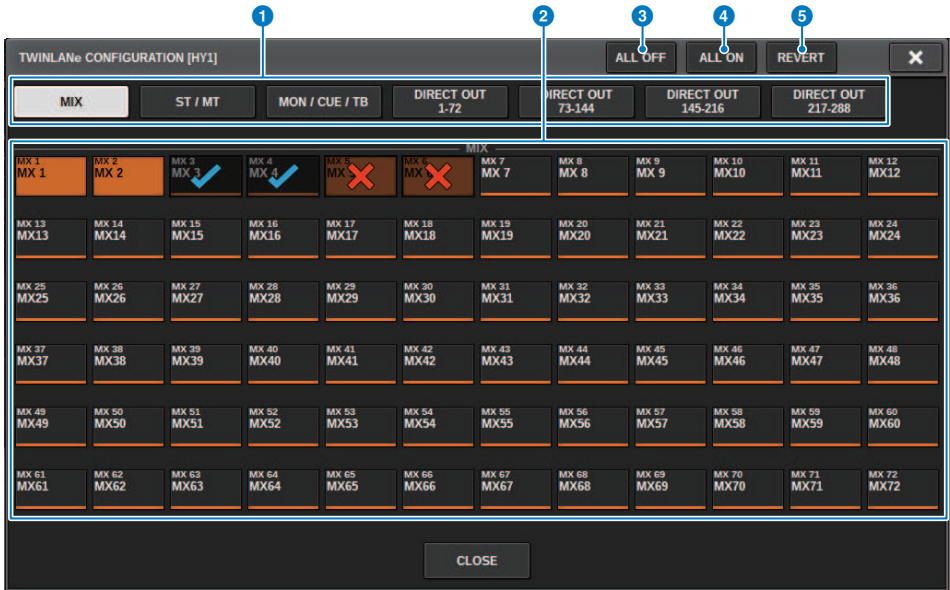 1 2 3 4 5
TWINLANe CONFIGURATION [HY1] ALL OFF ALL ON REVERT
MIX ST / MT MON / CUE / TB DIRECT OUT 1-72 DIRECT OUT 73-144 DIRECT OUT 145-216 DIRECT OUT 217-288
MIX
MX 1 MX 2 MX 3 MX 4 MX 5 MX 7 MX 8 MX 9 MX 10 MX 11 MX 12
MX 1 MX 2 MX 3 MX 4 MX MX 7 MX 8 MX 9 MX10 MX11 MX12
MX 13 MX 14 MX 15 MX 16 MX 17 MX 18 MX 19 MX 20 MX 21 MX 22 MX 23 MX 24
MX13 MX14 MX15 MX16 MX17 MX18 MX19 MX20 MX21 MX22 MX23 MX24
MX 25 MX 26 MX 27 MX 28 MX 29 MX 30 MX 31 MX 32 MX 33 MX 34 MX 35 MX 36
MX25 MX26 MX27 MX28 MX29 MX30 MX31 MX32 MX33 MX34 MX35 MX36
MX 37 MX 38 MX 39 MX 40 MX 41 MX 42 MX 43 MX 44 MX 45 MX 46 MX 47 MX 48
MX37 MX38 MX39 MX40 MX41 MX42 MX43 MX44 MX45 MX46 MX47 MX48
MX 49 MX 50 MX 51 MX 52 MX 53 MX 54 MX 55 MX 56 MX 57 MX 58 MX 59 MX 60
MX49 MX50 MX51 MX52 MX53 MX54 MX55 MX56 MX57 MX58 MX59 MX60
MX 61 MX 62 MX 63 MX 64 MX 65 MX 66 MX 67 MX 68 MX 69 MX 70 MX 71 MX 72
MX61 MX62 MX63 MX64 MX65 MX66 MX67 MX68 MX69 MX70 MX71 MX72
CLOSE